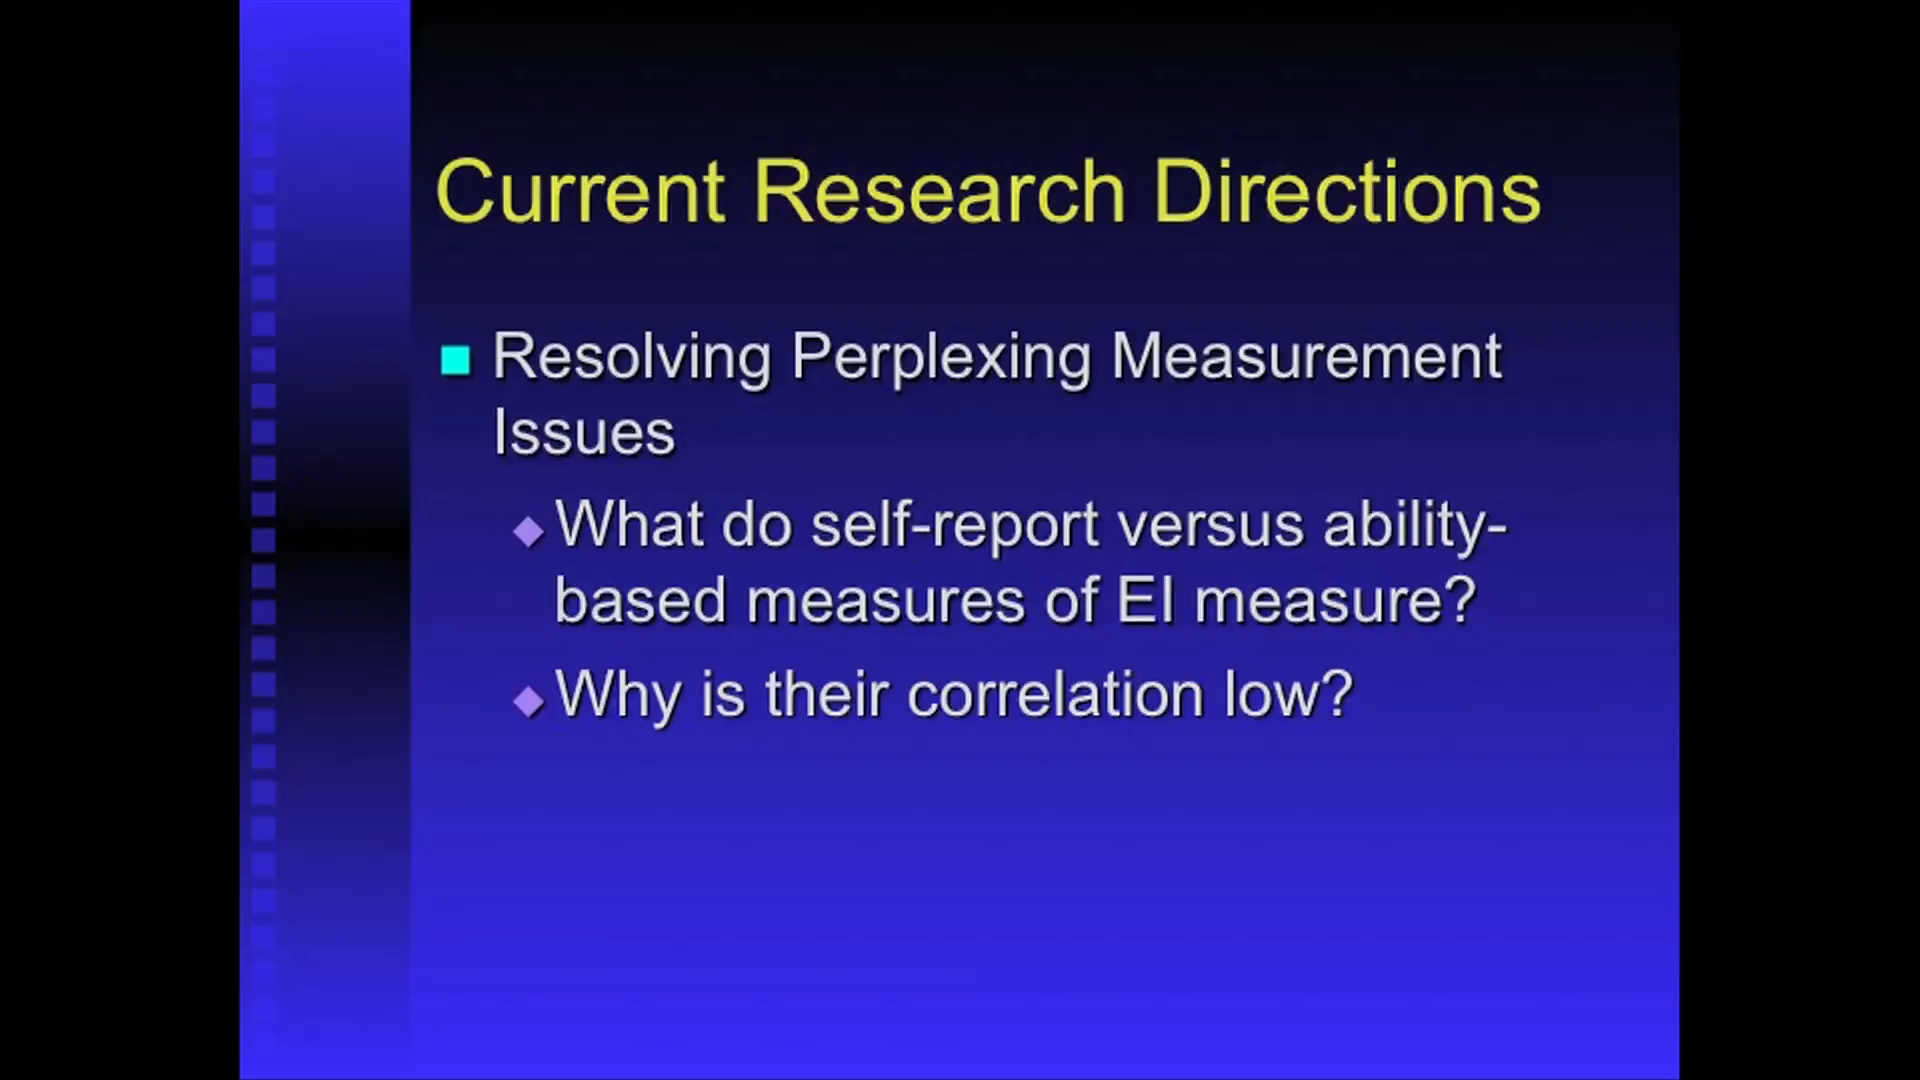 Current Research Directions
Resolving Perplexing Measurement
Issues
What do self-report versus ability-
based measures of EI measure?
Why is their correlation low?